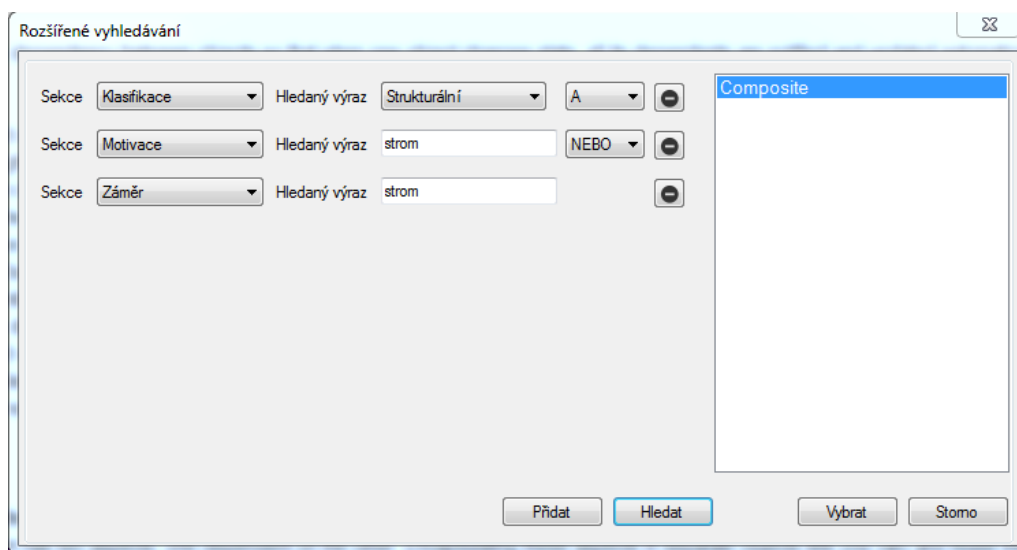 Rozšířené vyhledávání
Sekce Klasifikace Hledaný výraz Strukturální A
Sekce Motivace Hledaný výraz strom NEBO
Sekce Záměr Hledaný výraz strom
Composite
Přidat Hledat Vybrat Storno